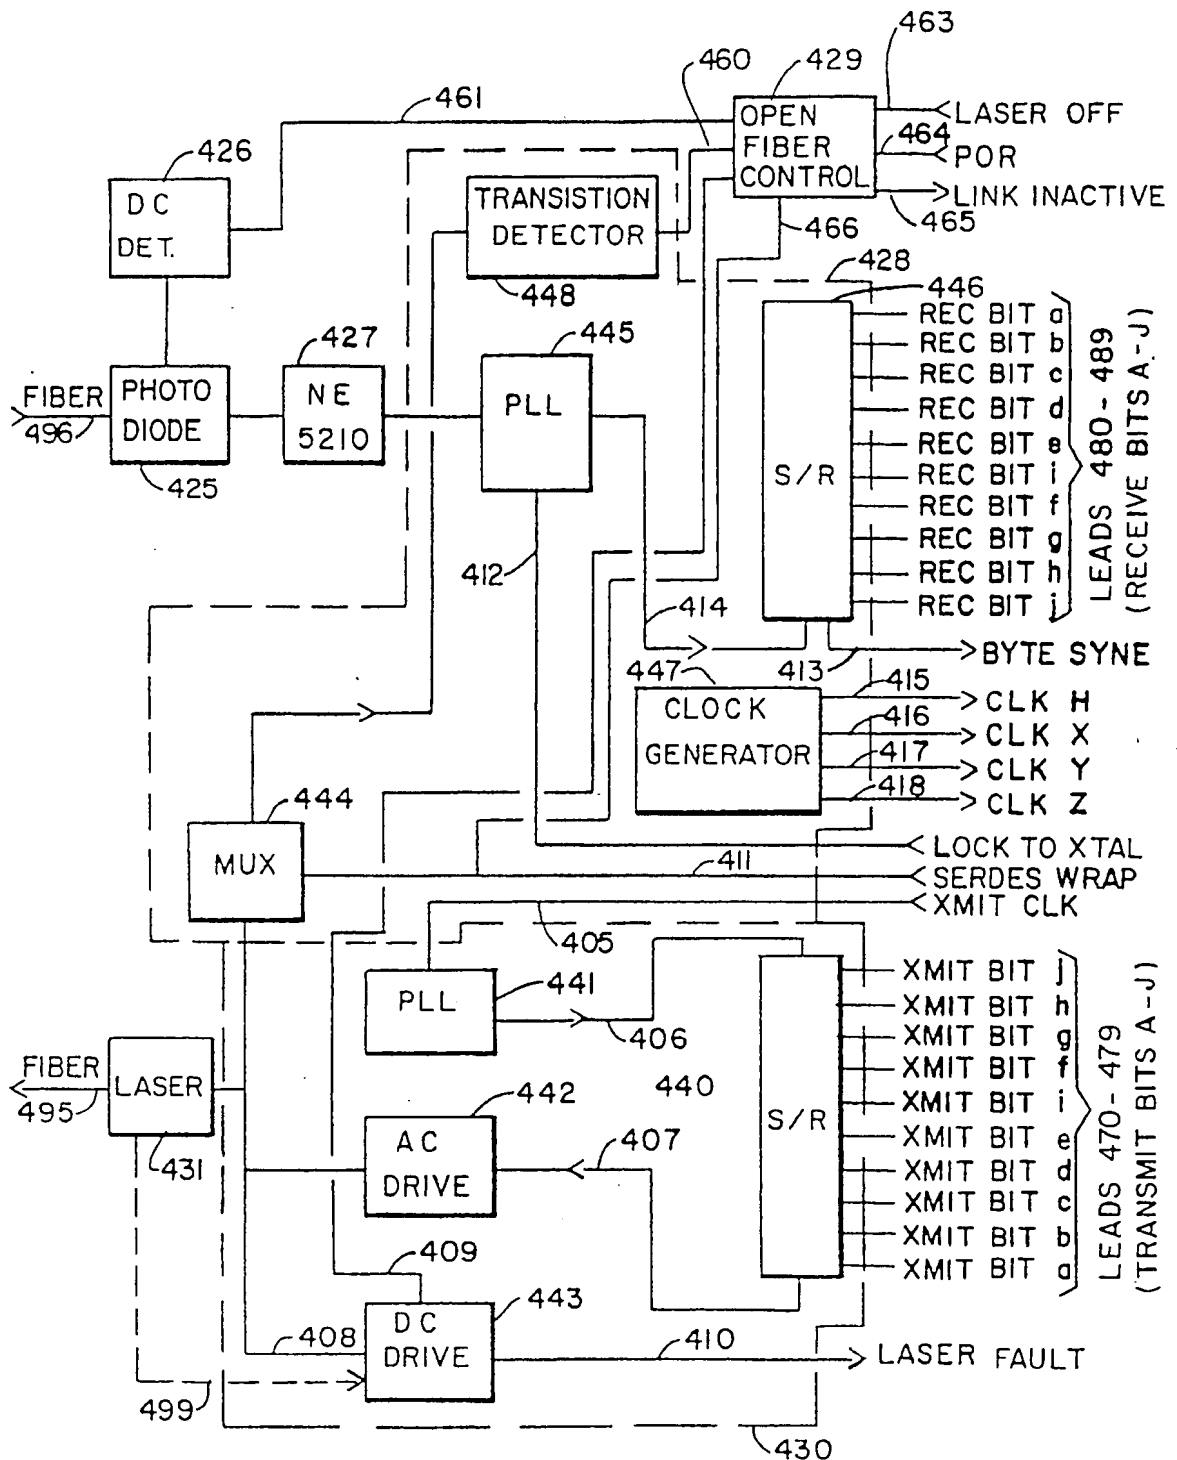 463
460
429
461
OPEN
FIBER
CONTROL
LASER OFF
464
POR
LINK INACTIVE
465
466
426
DC
DET.
TRANSISTION
DETECTOR
448
428
446
445
427
FIBER
496
PHOTO
DIODE
425
NE
5210
PLL
S/R
REC BIT a
REC BIT b
REC BIT c
REC BIT d
REC BIT e
REC BIT i
REC BIT f
REC BIT g
REC BIT h
REC BIT j
LEADS 480-489
(RECEIVE BITS A-J)
412
414
413
BYTE SYNE
447
CLOCK
GENERATOR
415
CLK H
416
CLK X
417
CLK Y
418
CLK Z
444
MUX
LOCK TO XTAL
411
SERDES WRAP
XMIT CLK
405
PLL
441
406
440
S/R
XMIT BIT j
XMIT BIT h
XMIT BIT g
XMIT BIT f
XMIT BIT i
XMIT BIT e
XMIT BIT d
XMIT BIT c
XMIT BIT b
XMIT BIT a
LEADS 470-479
(TRANSMIT BITS A-J)
FIBER
495
LASER
431
442
AC
DRIVE
407
409
443
DC
DRIVE
408
410
LASER FAULT
499
430